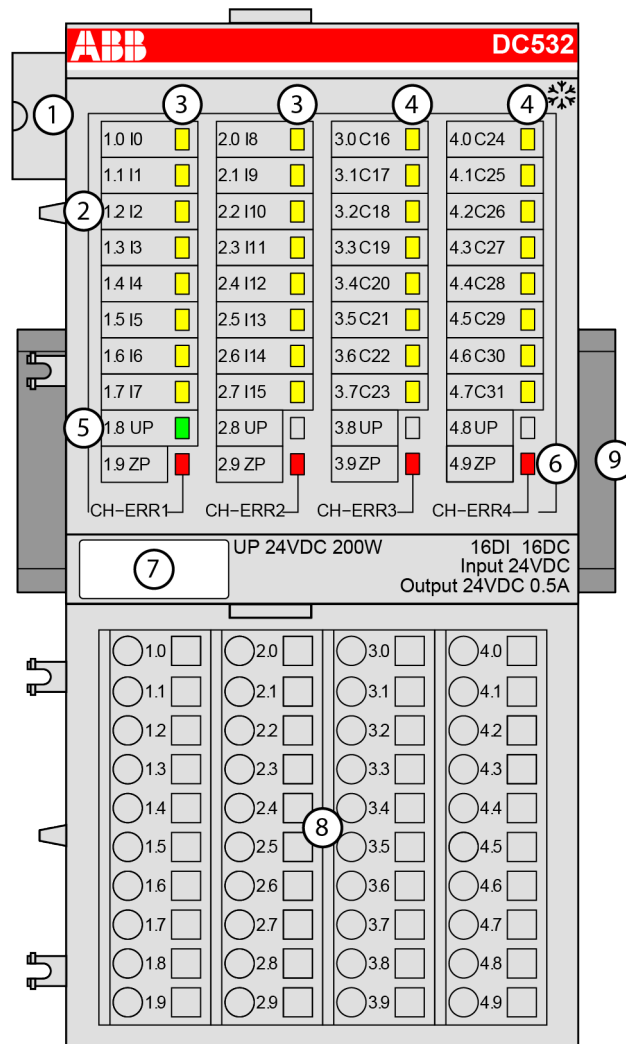 ABB DC532
1 3 3 4 4
1.0 I0 2.0 I8 3.0 C16 4.0 C24
1.1 I1 2.1 I9 3.1 C17 4.1 C25
2 1.2 I2 2.2 I10 3.2 C18 4.2 C26
1.3 I3 2.3 I11 3.3 C19 4.3 C27
1.4 I4 2.4 I12 3.4 C20 4.4 C28
1.5 I5 2.5 I13 3.5 C21 4.5 C29
1.6 I6 2.6 I14 3.6 C22 4.6 C30
1.7 I7 2.7 I15 3.7 C23 4.7 C31
5 1.8 UP 2.8 UP 3.8 UP 4.8 UP
1.9 ZP 2.9 ZP 3.9 ZP 4.9 ZP 6 9
CH-ERR1 CH-ERR2 CH-ERR3 CH-ERR4
7 UP 24VDC 200W 16DI 16DC
Input 24VDC
Output 24VDC 0.5A
1.0 2.0 3.0 4.0
1.1 2.1 3.1 4.1
1.2 2.2 3.2 4.2
1.3 2.3 3.3 4.3
1.4 2.4 8 3.4 4.4
1.5 2.5 3.5 4.5
1.6 2.6 3.6 4.6
1.7 2.7 3.7 4.7
1.8 2.8 3.8 4.8
1.9 2.9 3.9 4.9